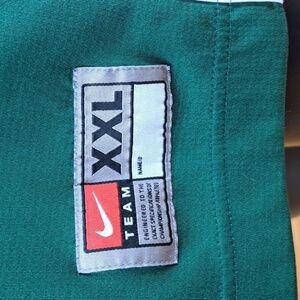 XXL
NAME®
TEAM
ENGINEERED TO THE
EXACT SPECIFICATIONS OF
CHAMPIONSHIP ATHLETES